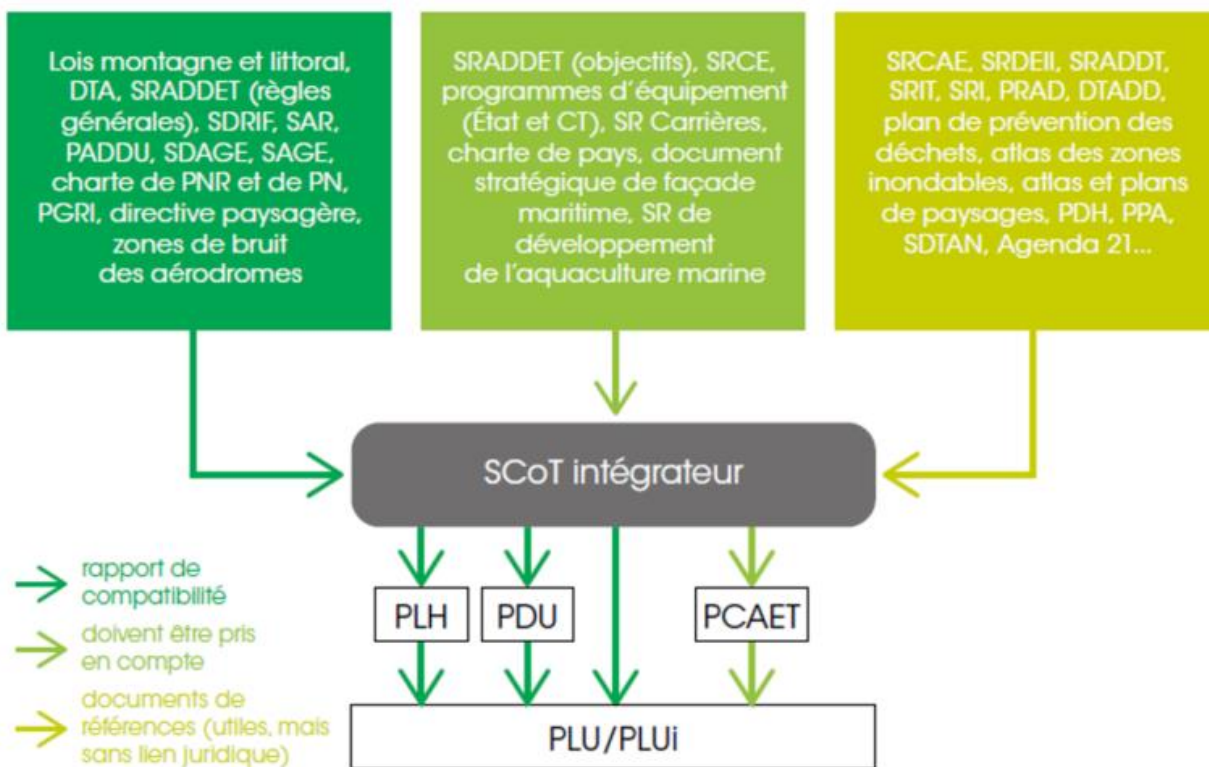 Lois montagne et littoral,
DTA, SRADDET (règles
générales), SDRIF, SAR,
PADDU, SDAGE, SAGE,
charte de PNR et de PN,
PGRI, directive paysagère,
zones de bruit
des aérodromes
SRADDET (objectifs), SRCE,
programmes d'équipement
(État et CT), SR Carrières,
charte de pays, document
stratégique de façade
maritime, SR de
développement
de l'aquaculture marine
SRCAE, SRDEII, SRADDT,
SRIT, SRI, PRAD, DTADD,
plan de prévention des
déchets, atlas des zones
inondables, atlas et plans
de paysages, PDH, PPA,
SDTAN, Agenda 21...
SCoT intégrateur
rapport de
compatibilité
doivent être pris
en compte
documents de
références (utiles, mais
sans lien juridique)
PLH
PDU
PCAET
PLU/PLUi